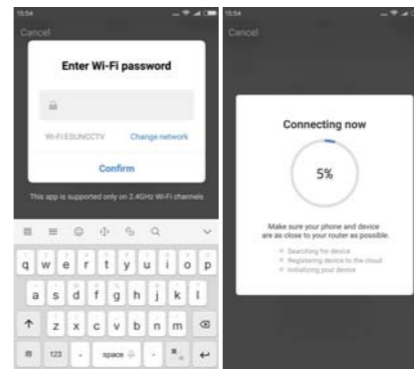 15:54
Cancel
Enter Wi-Fi password
Wi-Fi:ESUNCCTV Change network
Confirm
This app is supported only on 2.4GHz Wi-Fi channels
q w e r t y u i o p
a s d f g h j k l
z x c v b n m
123 space
15:54
Cancel
Connecting now
5%
Make sure your phone and device
are as close to your router as possible.
Searching for device
Registering device to the cloud
Initializing your device